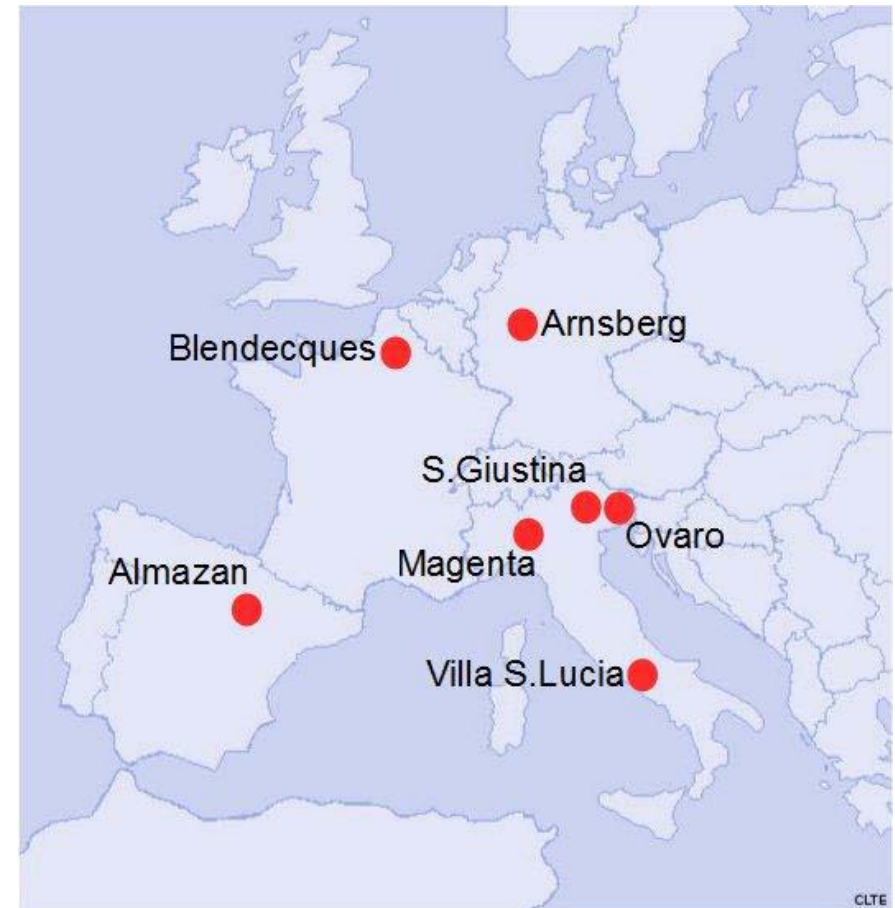 Arnsberg
Blendecques
S.Giustina
Ovaro
Magenta
Almazan
Villa S.Lucia
CLTE